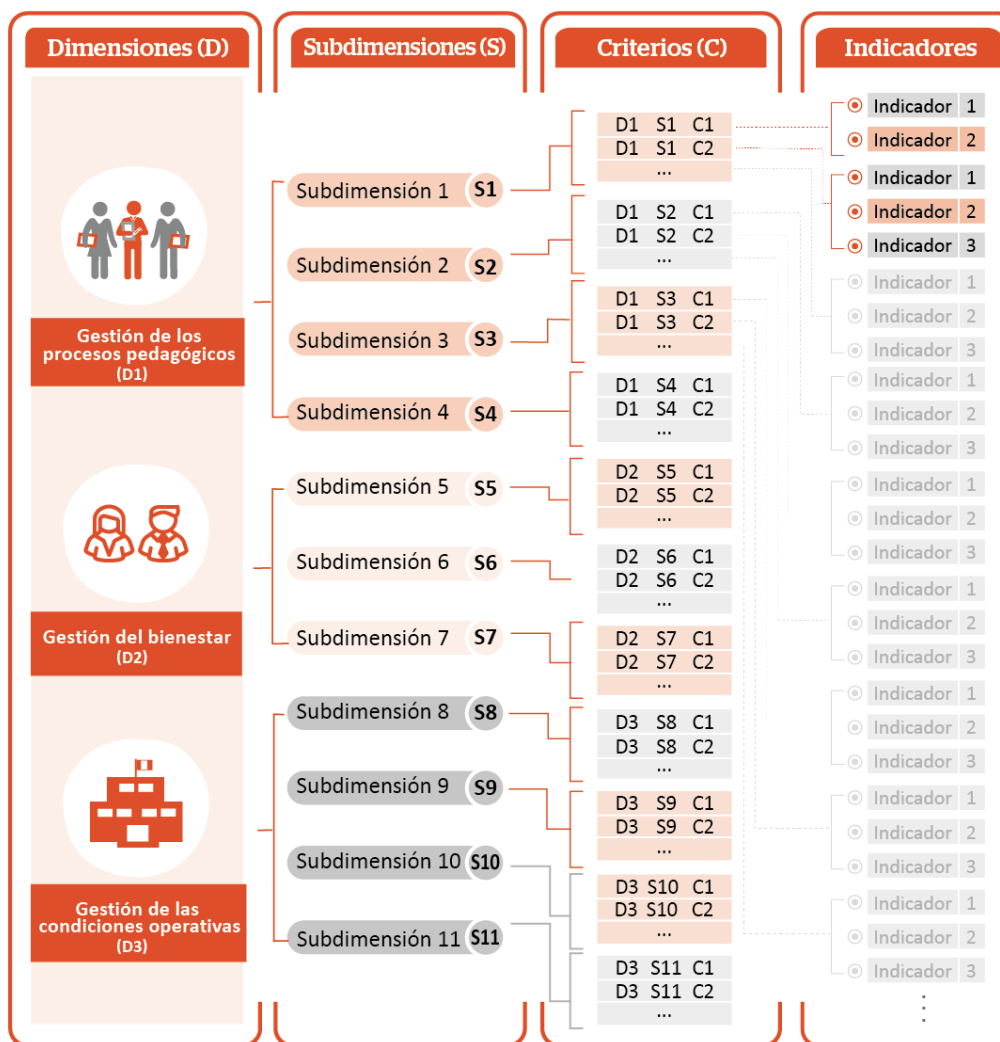 Dimensiones (D)
Gestión de los
procesos pedagógicos
(D1)
Gestión del bienestar
(D2)
Gestión de las
condiciones operativas
(D3)
Subdimensiones (S)
Subdimensión 1 S1
Subdimensión 2 S2
Subdimensión 3 S3
Subdimensión 4 S4
Subdimensión 5 S5
Subdimensión 6 S6
Subdimensión 7 S7
Subdimensión 8 S8
Subdimensión 9 S9
Subdimensión 10 S10
Subdimensión 11 S11
Criterios (C)
D1 S1 C1
D1 S1 C2
...
D1 S2 C1
D1 S2 C2
...
D1 S3 C1
D1 S3 C2
...
D1 S4 C1
D1 S4 C2
...
D2 S5 C1
D2 S5 C2
...
D2 S6 C1
D2 S6 C2
...
D2 S7 C1
D2 S7 C2
...
D3 S8 C1
D3 S8 C2
...
D3 S9 C1
D3 S9 C2
...
D3 S10 C1
D3 S10 C2
...
D3 S11 C1
D3 S11 C2
...
Indicadores
Indicador 1
Indicador 2
Indicador 1
Indicador 2
Indicador 3
Indicador 1
Indicador 2
Indicador 3
Indicador 1
Indicador 2
Indicador 3
Indicador 1
Indicador 2
Indicador 3
Indicador 1
Indicador 2
Indicador 3
Indicador 1
Indicador 2
Indicador 3
Indicador 1
Indicador 2
Indicador 3
Indicador 1
Indicador 2
Indicador 3